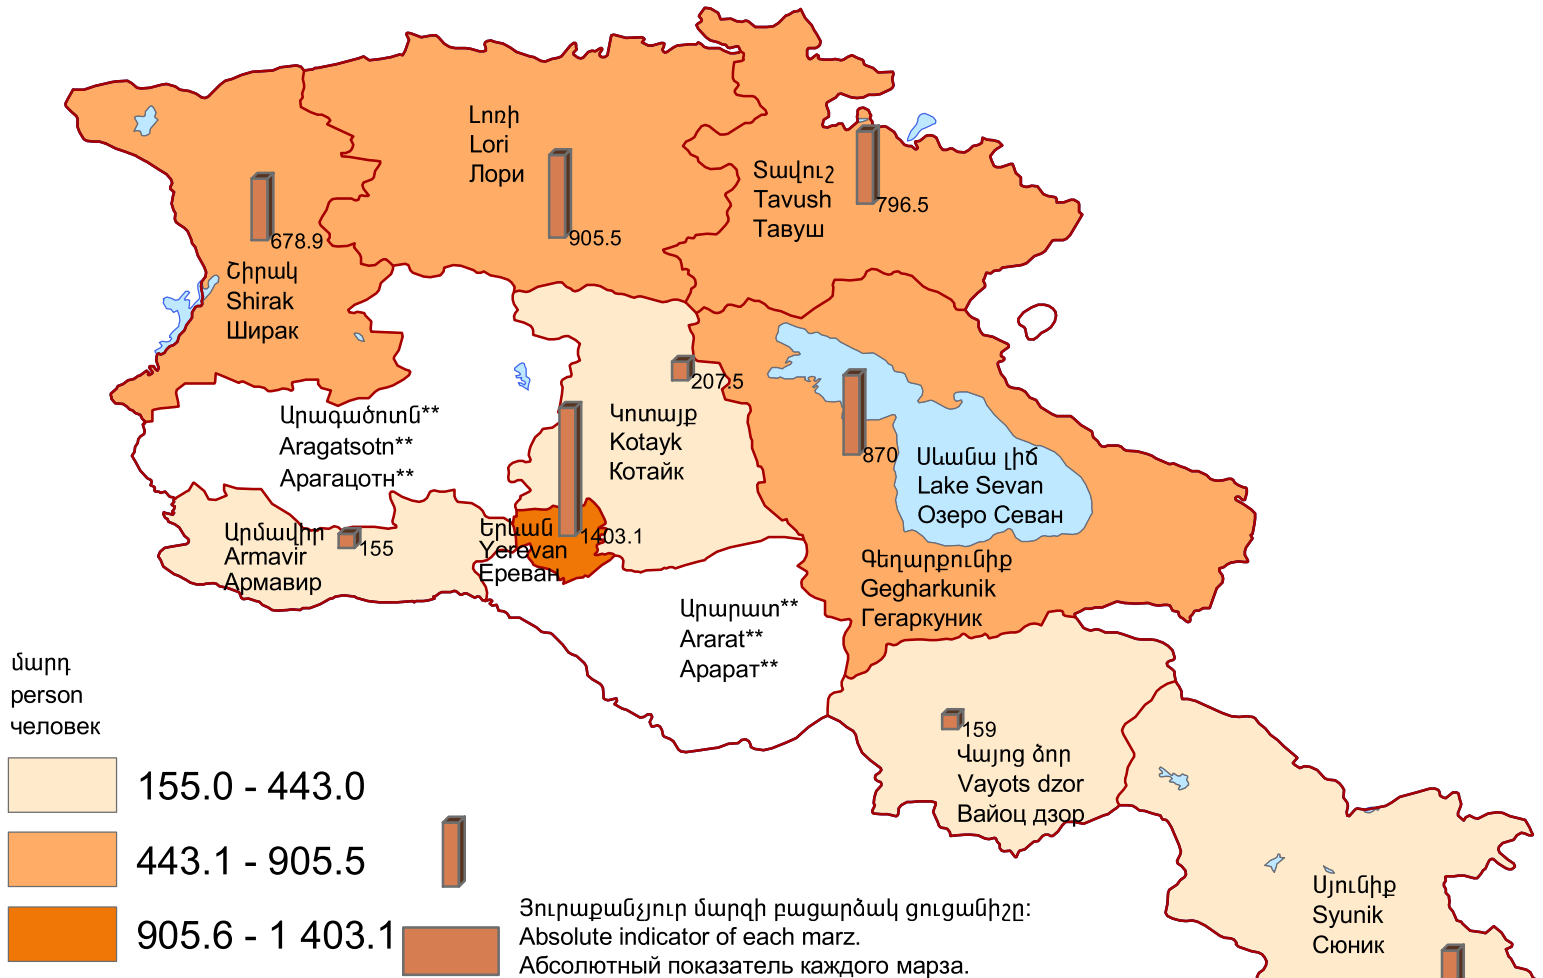 Լոռի
Lori
Лори
905.5
Տավուշ
Tavush
Тавуш
796.5
678.9
Շիրակ
Shirak
Ширак
207.5
Կոտայք
Kotayk
Котайк
Արագածոտն**
Aragatsotn**
Арагацотн**
870
Սևանա լիճ
Lake Sevan
Озеро Севан
Արմավիր
Armavir
Армавир
155
Երևան
Yerevan
Ереван
1403.1
Գեղարքունիք
Gegharkunik
Гегаркуник
Արարատ**
Ararat**
Арарат**
159
Վայոց ձոր
Vayots dzor
Вайоц дзор
Սյունիք
Syunik
Сюник
մարդ
person
человек
155.0 - 443.0
443.1 - 905.5
905.6 - 1 403.1
Յուրաքանչյուր մարզի բացարձակ ցուցանիշը:
Absolute indicator of each marz.
Абсолютный показатель каждого марза.